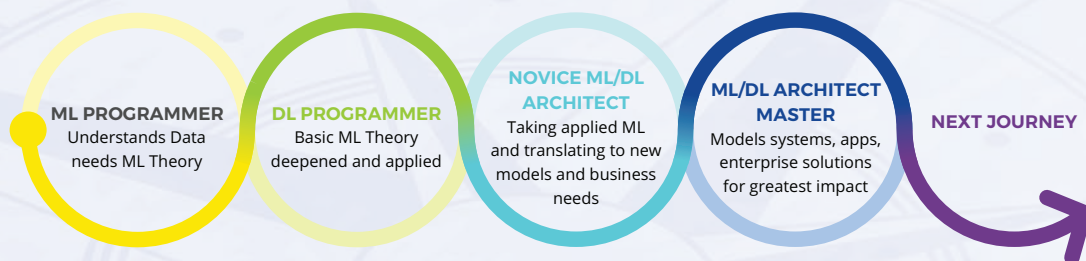 ML PROGRAMMER
Understands Data
needs ML Theory
DL PROGRAMMER
Basic ML Theory
deepened and applied
NOVICE ML/DL
ARCHITECT
Taking applied ML
and translating to new
models and business
needs
ML/DL ARCHITECT
MASTER
Models systems, apps,
enterprise solutions
for greatest impact
NEXT JOURNEY